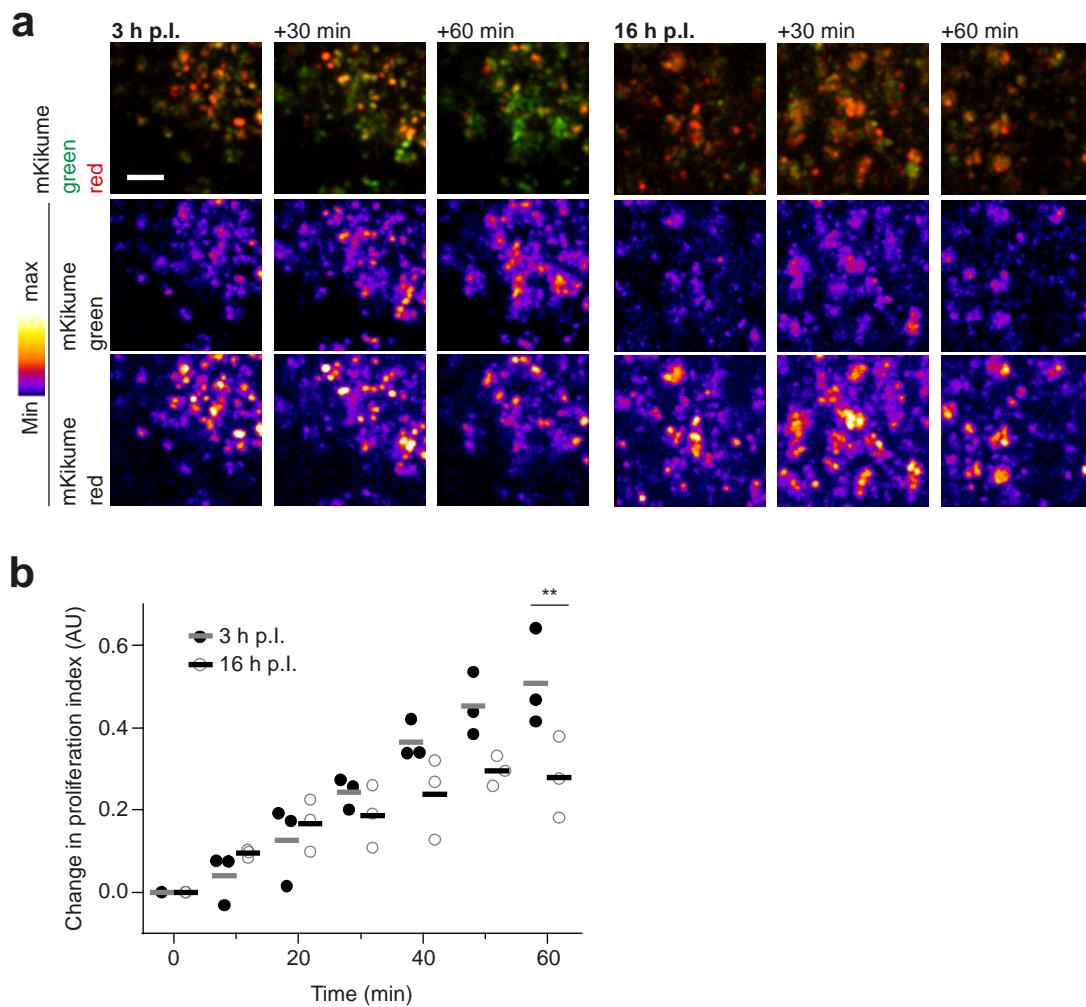 a
3 h p.I. +30 min +60 min 16 h p.I. +30 min +60 min
mKikume
green
red
mKikume
green
mKikume
red
Min max
b
**
3 h p.I.
16 h p.I.
Change in proliferation index (AU)
0.6
0.4
0.2
0.0
0 20 40 60
Time (min)